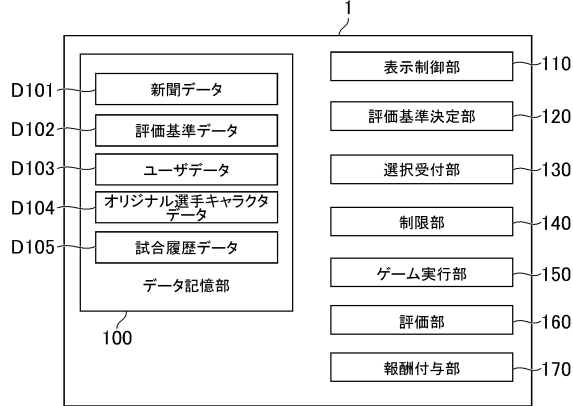 1
D101
新聞データ
D102
評価基準データ
D103
ユーザデータ
D104
オリジナル選手キャラクタ
データ
D105
試合履歴データ
データ記憶部
100
表示制御部
110
評価基準決定部
120
選択受付部
130
制限部
140
ゲーム実行部
150
評価部
160
報酬付与部
170